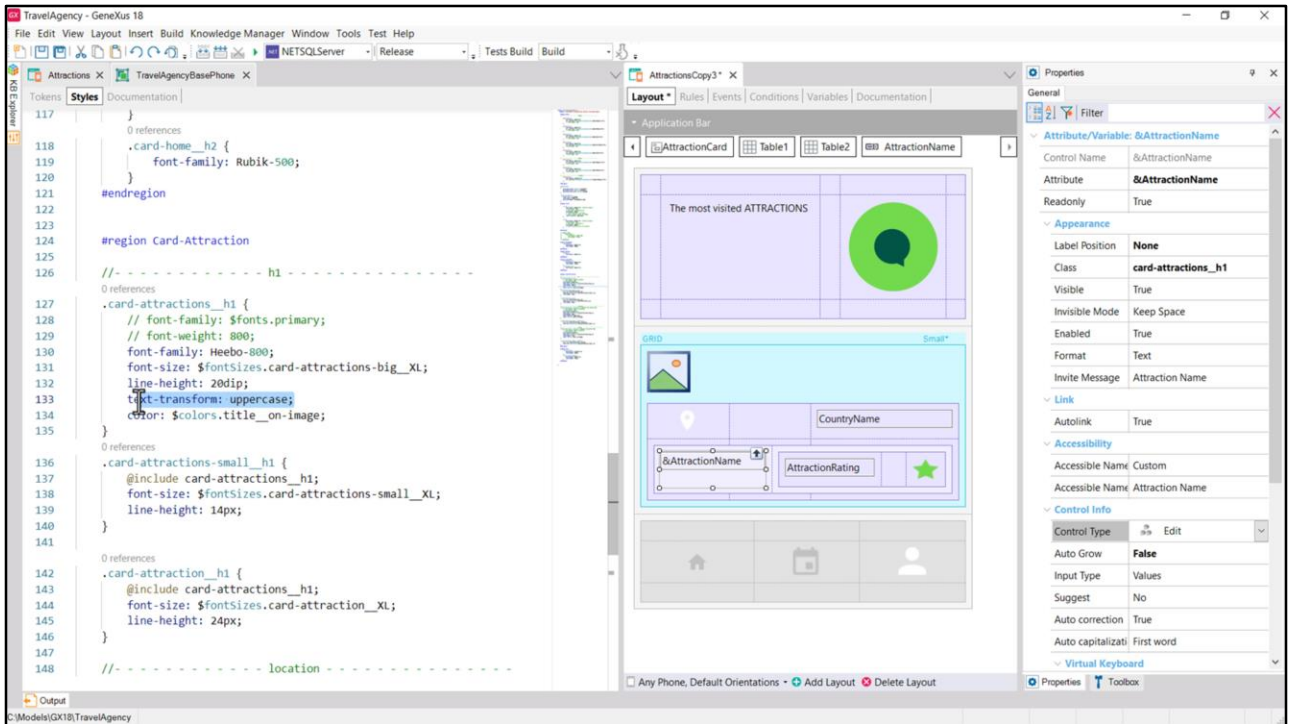 TravelAgency - GeneXus 18
File Edit View Layout Insert Build Knowledge Manager Window Tools Test Help
NETSQLServer Release Tests Build Build
KB Explorer
Attractions X TravelAgencyBasePhone X
Tokens Styles Documentation
117 }
0 references
118 .card-home__h2 {
119 font-family: Rubik-500;
120 }
121 #endregion
122
123
124 #region Card-Attraction
125
126 //- - - - - - - - - - - - h1 - - - - - - - - - - - - - - -
0 references
127 .card-attractions__h1 {
128 // font-family: $fonts.primary;
129 // font-weight: 800;
130 font-family: Heebo-800;
131 font-size: $fontSizes.card-attractions-big__XL;
132 line-height: 20dip;
133 text-transform: uppercase;
134 color: $colors.title__on-image;
135 }
0 references
136 .card-attractions-small__h1 {
137 @include card-attractions__h1;
138 font-size: $fontSizes.card-attractions-small__XL;
139 line-height: 14px;
140 }
141
0 references
142 .card-attraction__h1 {
143 @include card-attractions__h1;
144 font-size: $fontSizes.card-attraction__XL;
145 line-height: 24px;
146 }
147
148 //- - - - - - - - - - - - location - - - - - - - - - - - - - - -
AttractionsCopy3* X
Layout * Rules Events Conditions Variables Documentation
Application Bar
AttractionCard Table1 Table2 AttractionName
The most visited ATTRACTIONS
GRID Small*
CountryName
&AttractionName AttractionRating
Any Phone, Default Orientations Add Layout Delete Layout
Properties
General
Filter
Attribute/Variable: &AttractionName
Control Name &AttractionName
Attribute &AttractionName
Readonly True
Appearance
Label Position None
Class card-attractions__h1
Visible True
Invisible Mode Keep Space
Enabled True
Format Text
Invite Message Attraction Name
Link
Autolink True
Accessibility
Accessible Name Custom
Accessible Name Attraction Name
Control Info
Control Type Edit
Auto Grow False
Input Type Values
Suggest No
Auto correction True
Auto capitalizati First word
Virtual Keyboard
Properties Toolbox
Output
C:\Models\GX18\TravelAgency